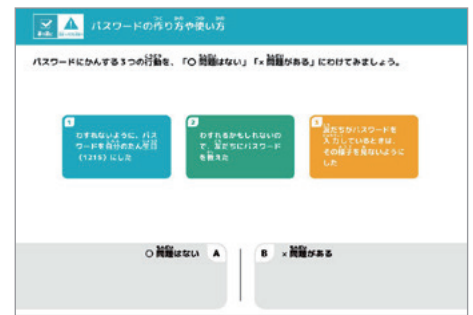 パスワードの作り方や使い方
パスワードにかんする3つの行動を、「○ 問題はない」「× 問題がある」にわけてみましょう。
1
わすれないように、パス
ワードを自分のたん生日
(1215)にした
2
わすれるかもしれないの
で、友だちにパスワード
を教えた
3
友だちがパスワードを
入力しているときは、
その様子を見ないように
した
○ 問題はない A
B × 問題がある